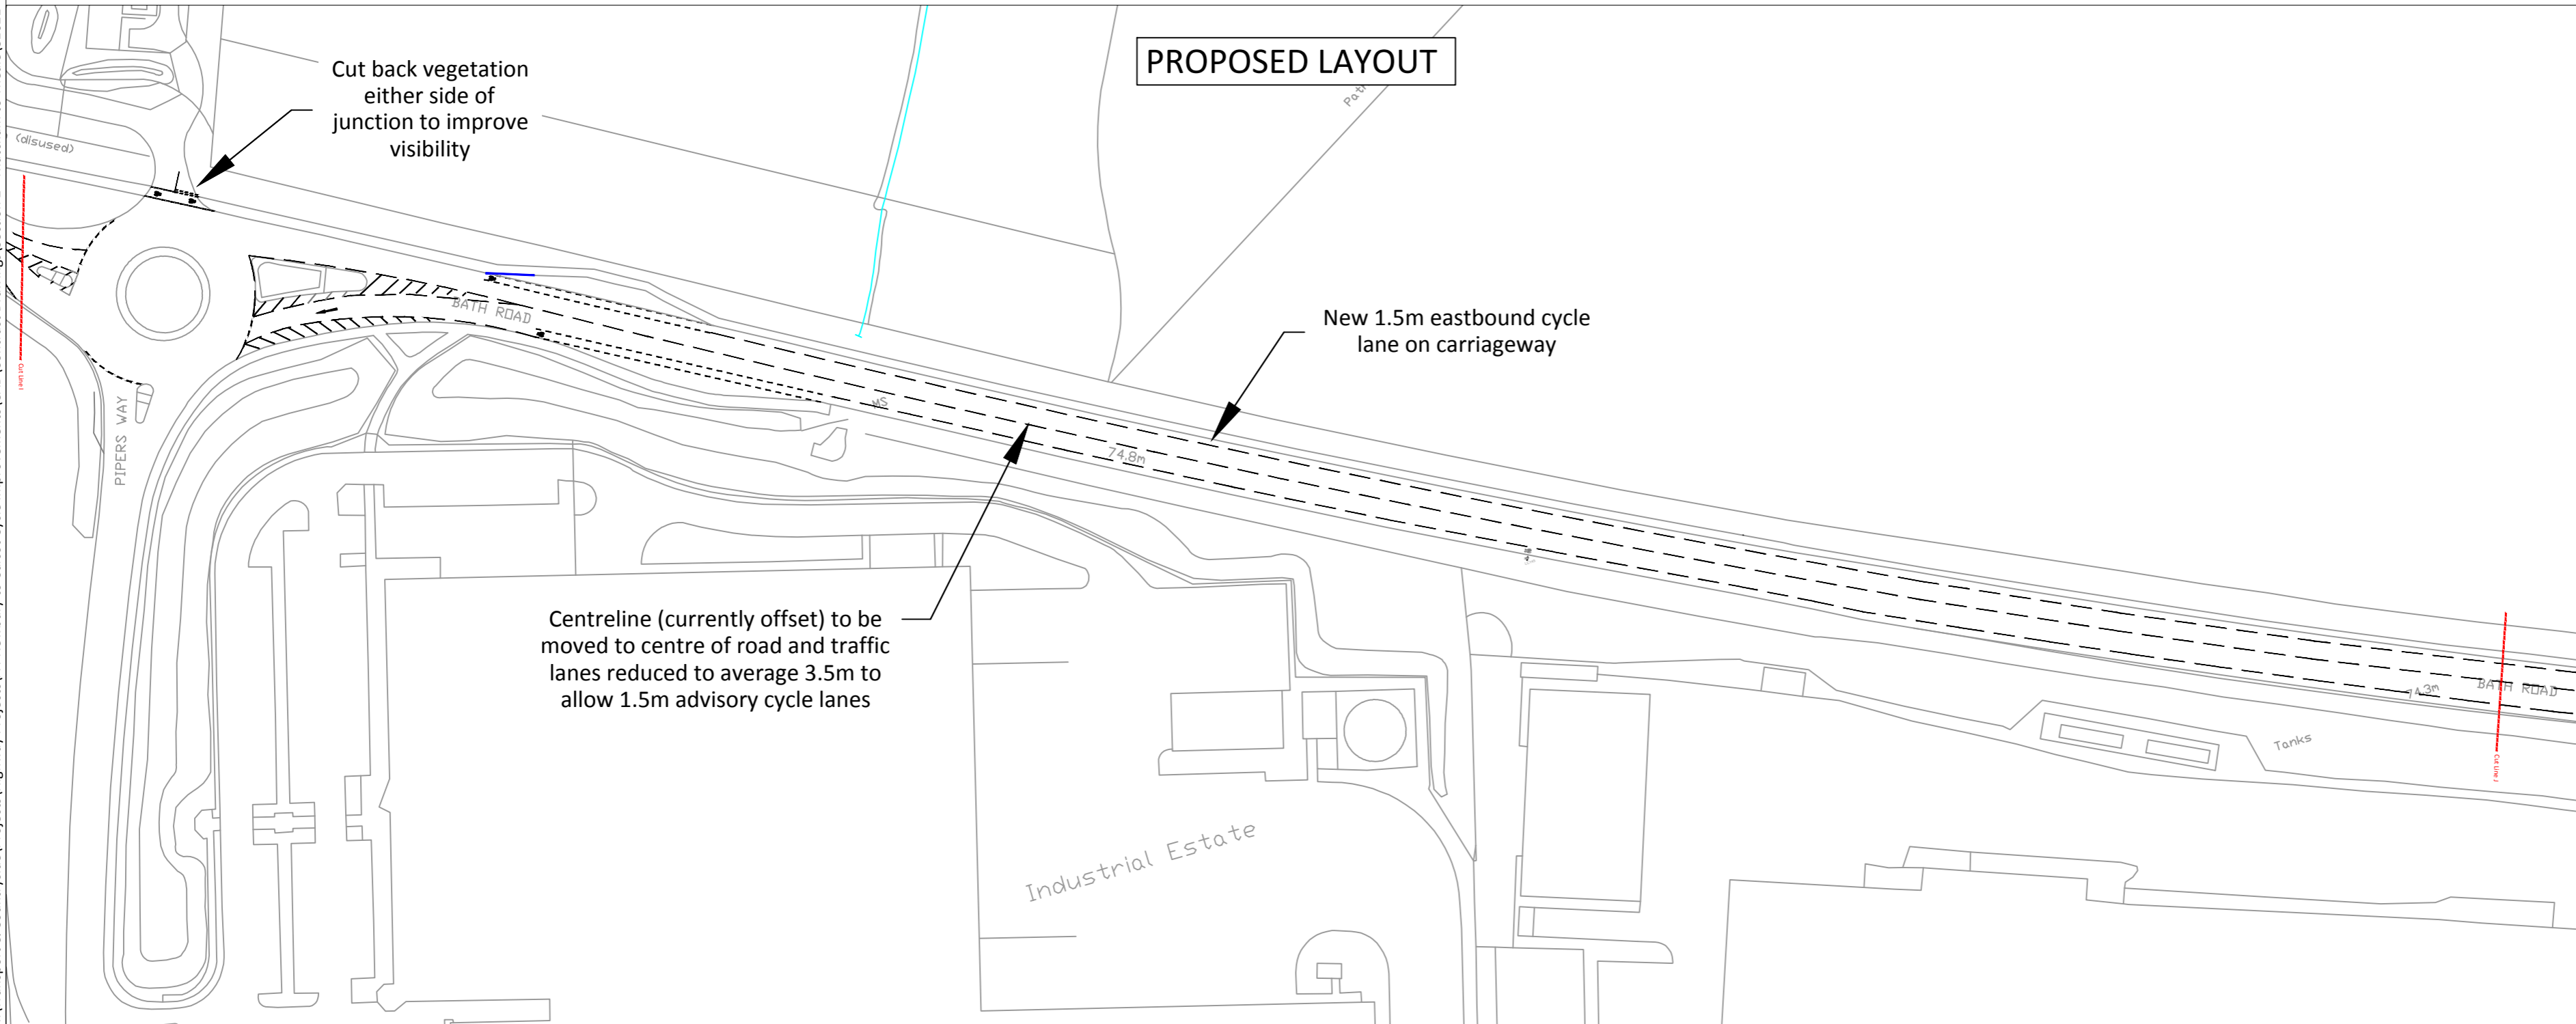 PROPOSED LAYOUT
Cut back vegetation
either side of
junction to improve
visibility
(disused)
BATH ROAD
New 1.5m eastbound cycle
lane on carriageway
PIPERS WAY
MS
74.8m
Centreline (currently offset) to be
moved to centre of road and traffic
lanes reduced to average 3.5m to
allow 1.5m advisory cycle lanes
74.3m
BATH ROAD
Tanks
Industrial Estate